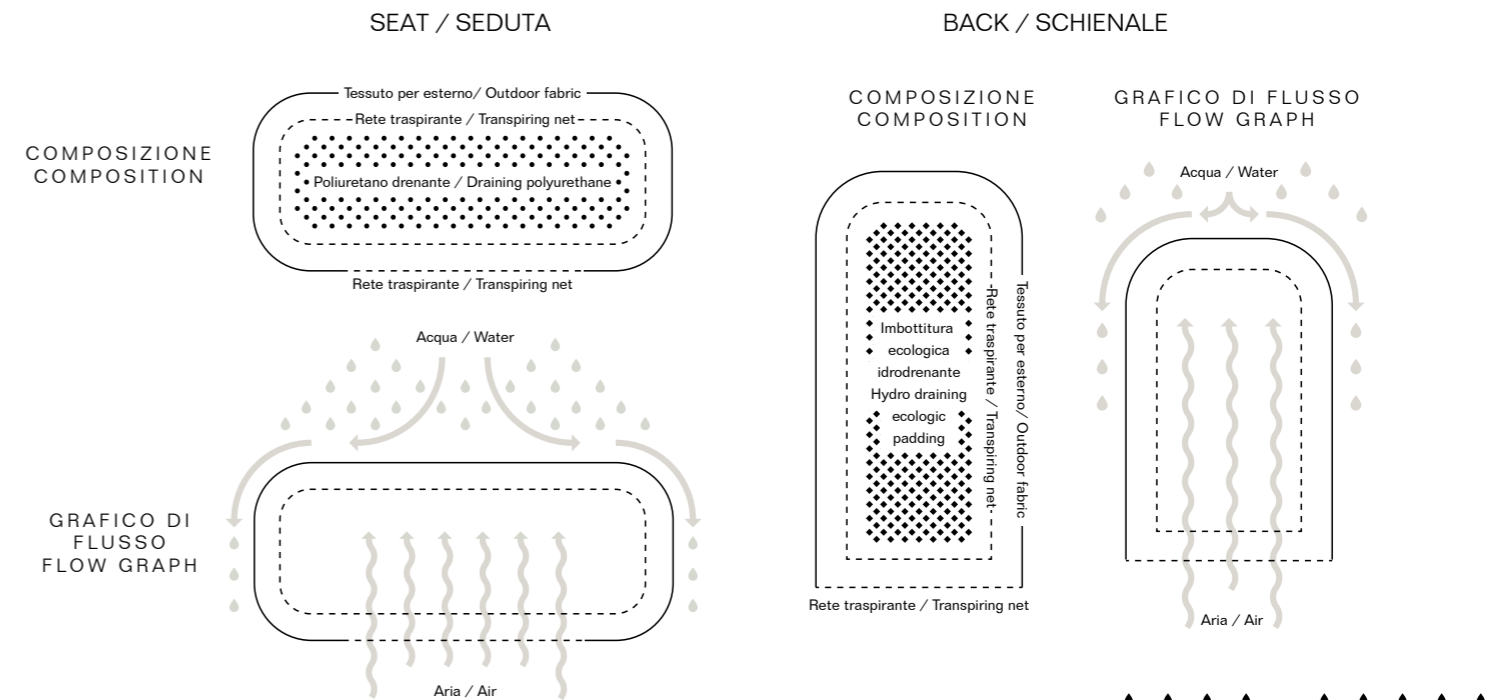 SEAT / SEDUTA
COMPOSIZIONE
COMPOSITION
Tessuto per esterno/ Outdoor fabric
Rete traspirante / Transpiring net
Poliuretano drenante / Draining polyurethane
Rete traspirante / Transpiring net
Acqua / Water
GRAFICO DI
FLUSSO
FLOW GRAPH
Aria / Air
BACK / SCHIENALE
COMPOSIZIONE
COMPOSITION
Imbottitura
ecologica
idrodrenante
Hydro draining
ecologic
padding
Rete traspirante / Transpiring net
Tessuto per esterno/ Outdoor fabric
Rete traspirante / Transpiring net
GRAFICO DI FLUSSO
FLOW GRAPH
Acqua / Water
Aria / Air